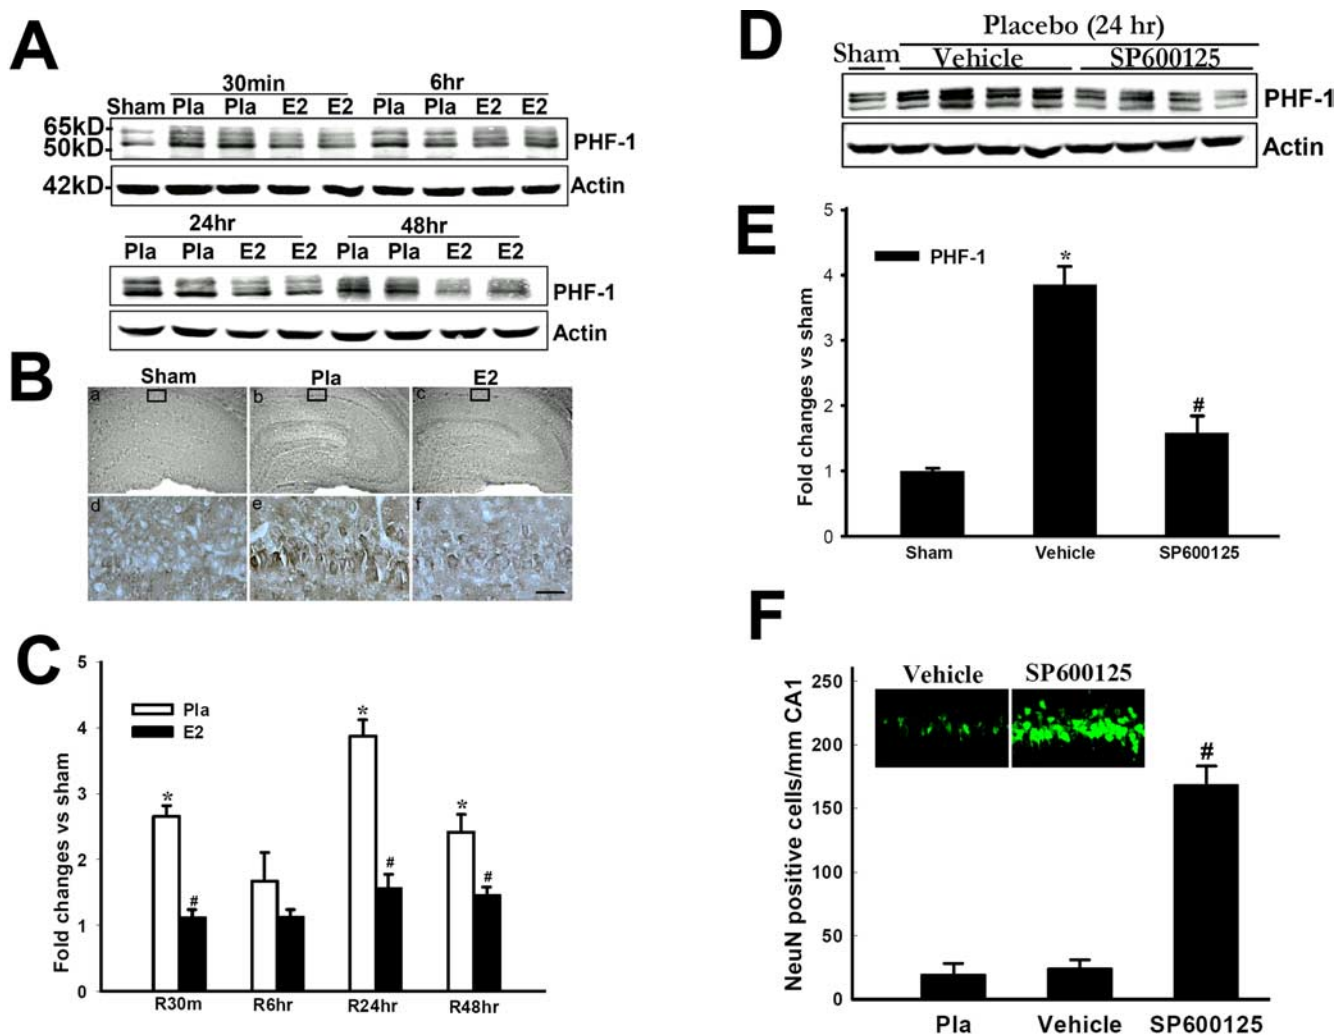 A
30min 6hr
Sham Pla Pla E2 E2 Pla Pla E2 E2
65kD
50kD
PHF-1
42kD
Actin
24hr 48hr
Pla Pla E2 E2 Pla Pla E2 E2
PHF-1
Actin
B
Sham Pla E2
a b c
d e f
C
Fold changes vs sham
5
4
3
2
1
0
Pla
E2
* # * # * #
R30m R6hr R24hr R48hr
D
Placebo (24 hr)
Sham Vehicle SP600125
PHF-1
Actin
E
Fold changes vs sham
5
4
3
2
1
0
PHF-1
*
#
Sham Vehicle SP600125
F
NeuN positive cells/mm CA1
250
200
150
100
50
0
Vehicle SP600125
#
Pla Vehicle SP600125